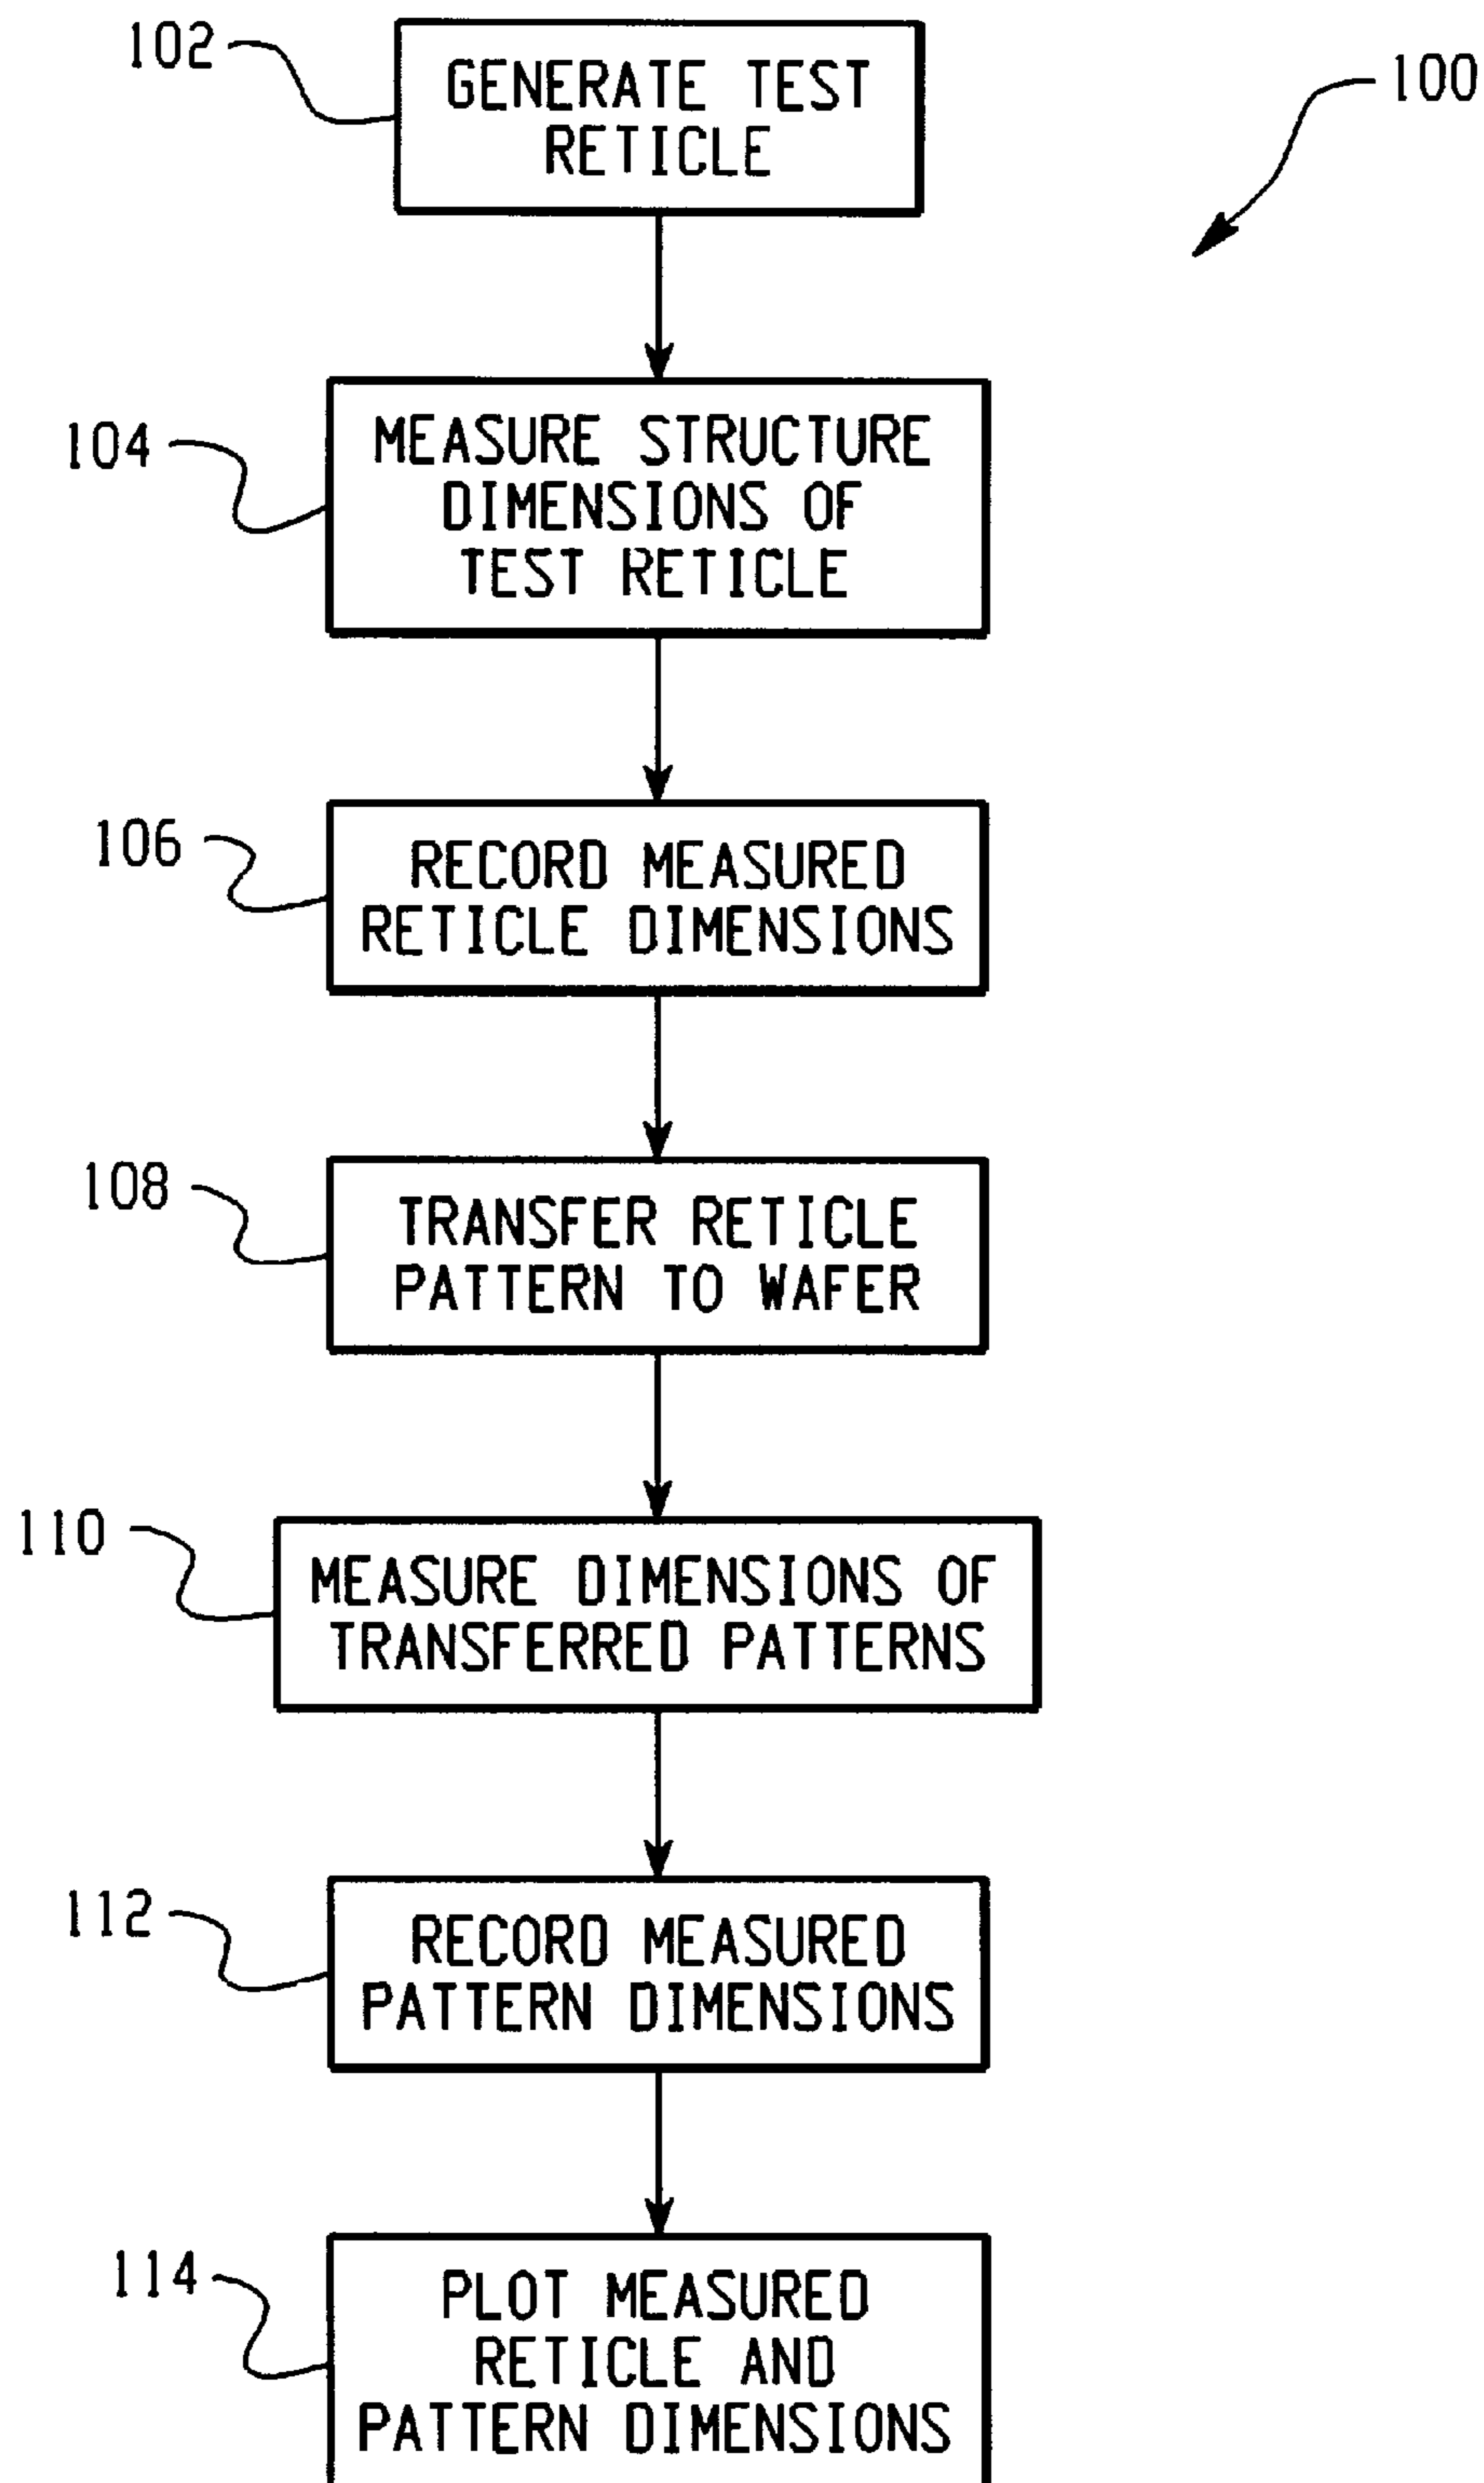 102
GENERATE TEST
RETICLE
100
104
MEASURE STRUCTURE
DIMENSIONS OF
TEST RETICLE
106
RECORD MEASURED
RETICLE DIMENSIONS
108
TRANSFER RETICLE
PATTERN TO WAFER
110
MEASURE DIMENSIONS OF
TRANSFERRED PATTERNS
112
RECORD MEASURED
PATTERN DIMENSIONS
114
PLOT MEASURED
RETICLE AND
PATTERN DIMENSIONS